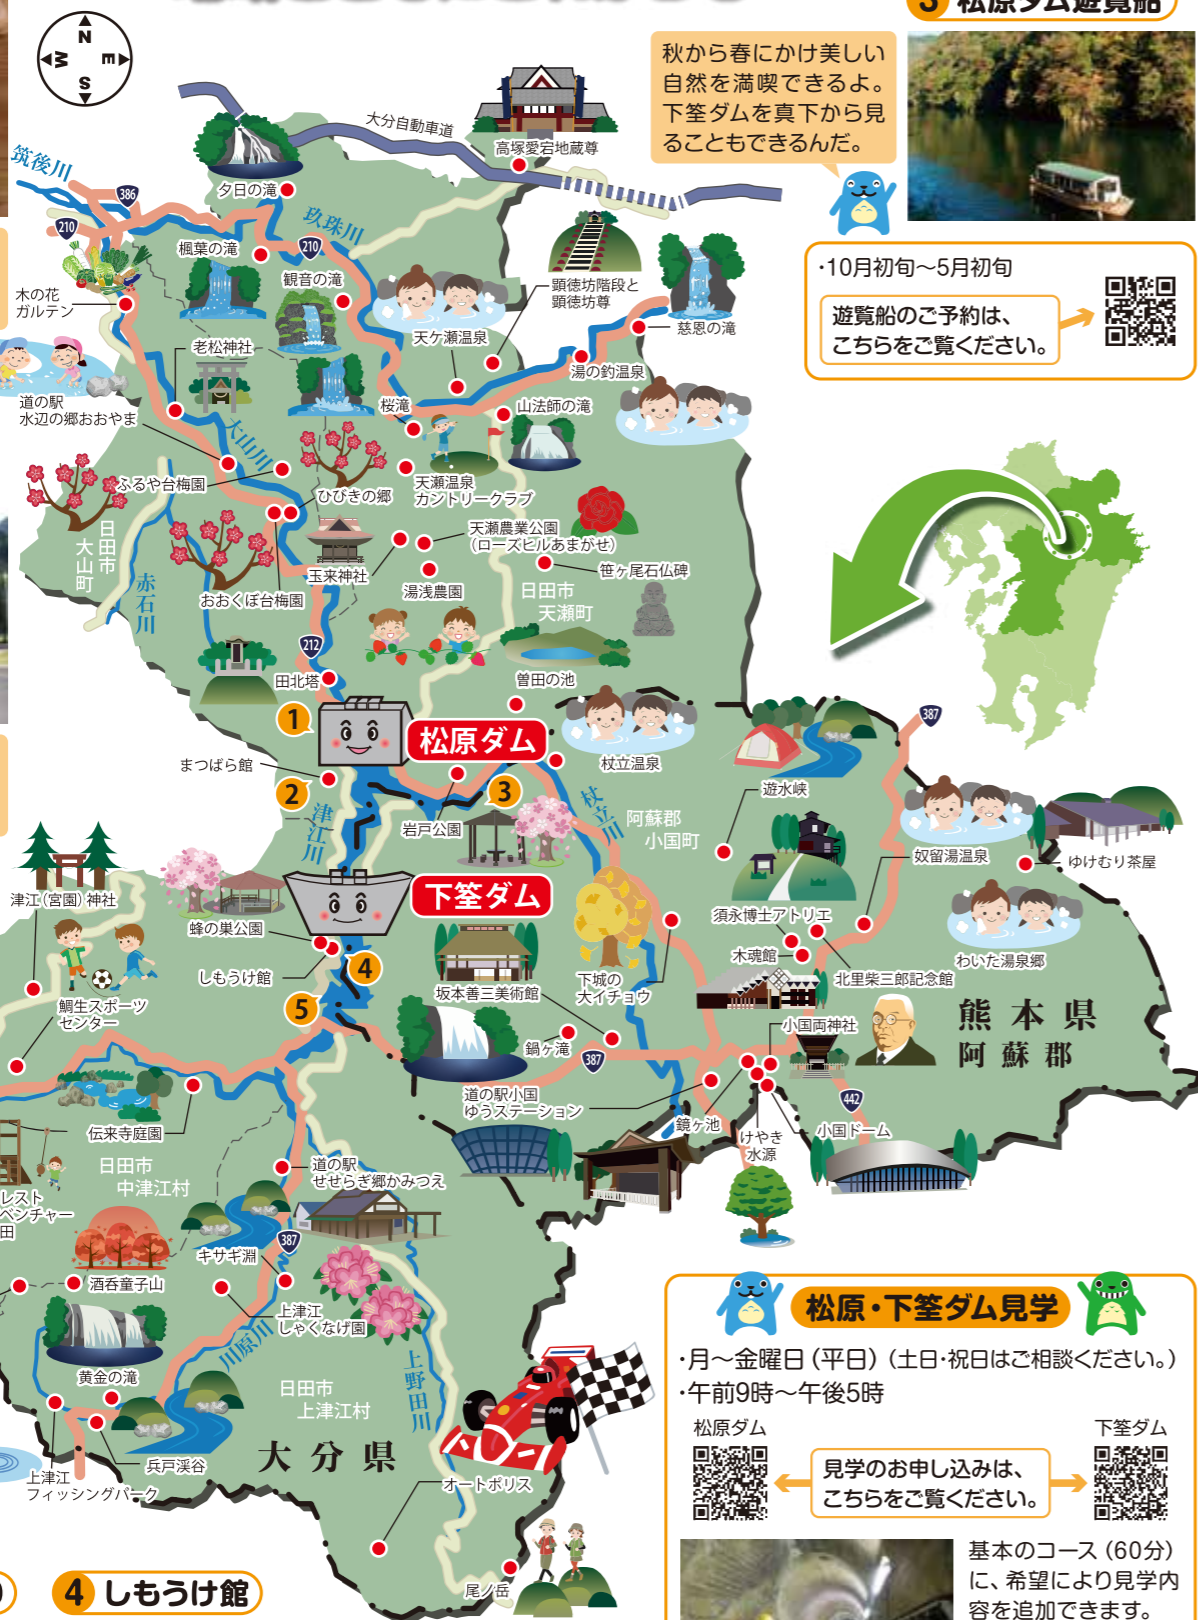 3 松原ダム遊覧船
秋から春にかけ美しい
自然を満喫できるよ。
下筌ダムを真下から見
ることもできるんだ。
・10月初旬～5月初旬
遊覧船のご予約は、
こちらをご覧ください。
N
W
E
S
大分自動車道
高塚愛宕地蔵尊
筑後川
386
210
夕日の滝
玖珠川
210
楓葉の滝
観音の滝
顕徳坊階段と
顕徳坊尊
慈恩の滝
木の花
ガルテン
天ケ瀬温泉
老松神社
湯の釣温泉
道の駅
水辺の郷おおやま
桜滝
山法師の滝
大山川
ふるや台梅園
ひびきの郷
天瀬温泉
カントリークラブ
日田市
大山町
天瀬農業公園
(ローズヒルあまがせ)
赤石川
おおくぼ台梅園
玉来神社
湯浅農園
笹ヶ尾石仏碑
日田市
天瀬町
212
田北塔
曽田の池
1
松原ダム
杖立温泉
387
まつばら館
2
3
津江川
岩戸公園
杖立川
阿蘇郡
小国町
遊水峡
奴留湯温泉
ゆけむり茶屋
津江(宮園)神社
下筌ダム
蜂の巣公園
須永博士アトリエ
木魂館
わいた湯泉郷
しもうけ館
4
坂本善三美術館
下城の
大イチョウ
北里柴三郎記念館
鯛生スポーツ
センター
5
小国両神社
熊本県
阿蘇郡
鍋ヶ滝
387
道の駅小国
ゆうステーション
442
鏡ヶ池
けやき
水源
小国ドーム
伝来寺庭園
日田市
中津江村
道の駅
せせらぎ郷かみつえ
レスト
ベンチャー
田
キサギ淵
387
酒呑童子山
上津江
しゃくなげ園
川原川
上野田川
黄金の滝
日田市
上津江村
大分県
兵戸渓谷
上津江
フィッシングパーク
オートポリス
尾ノ岳
松原・下筌ダム見学
・月～金曜日(平日)(土日・祝日はご相談ください。)
・午前9時～午後5時
松原ダム
下筌ダム
見学のお申し込みは、
こちらをご覧ください。
基本のコース(60分)
に、希望により見学内
容を追加できます。
4 しもうけ館